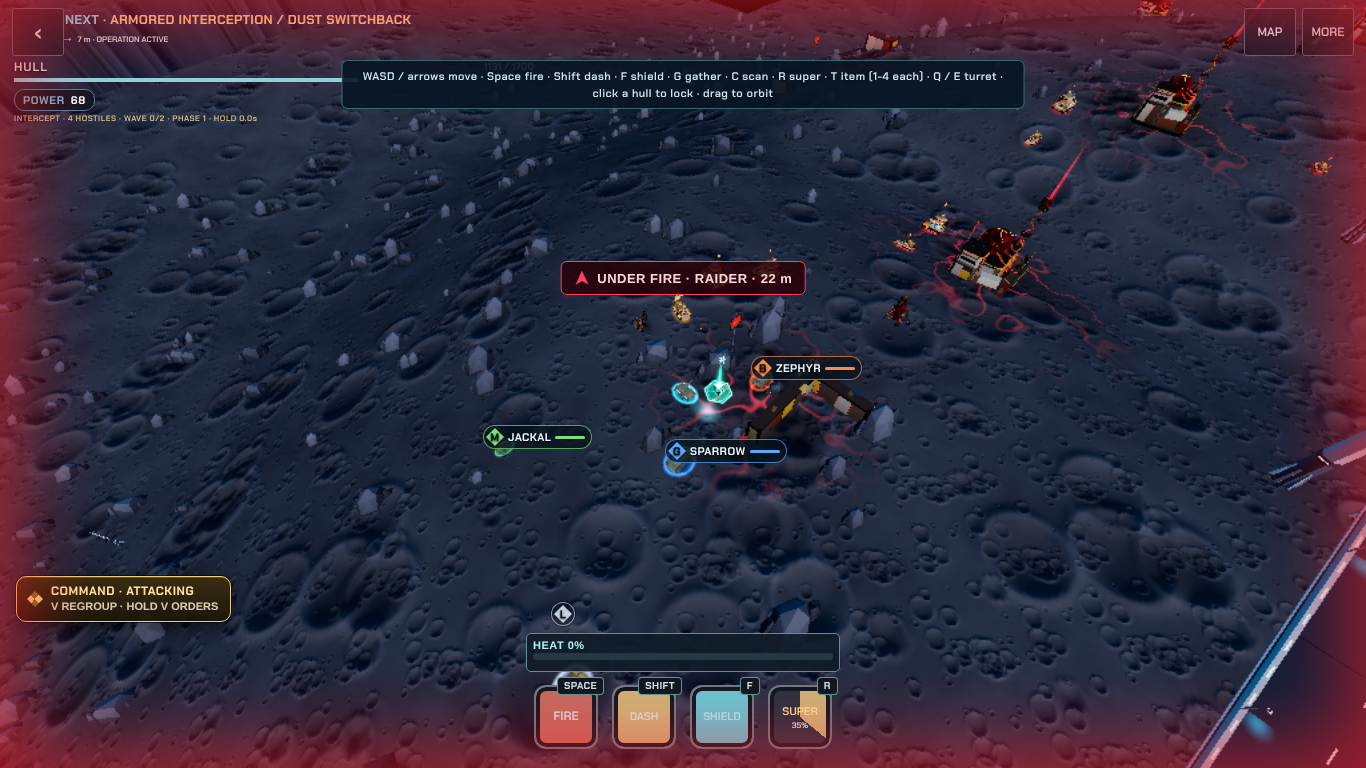 ‹
NEXT · ARMORED INTERCEPTION / DUST SWITCHBACK
→ 7 m · OPERATION ACTIVE
MAP
MORE
HULL
1131 / 1700
WASD / arrows move · Space fire · Shift dash · F shield · G gather · C scan · R super · T item (1-4 each) · Q / E turret ·
click a hull to lock · drag to orbit
POWER 68
INTERCEPT · 4 HOSTILES · WAVE 0/2 · PHASE 1 · HOLD 0.0s
UNDER FIRE · RAIDER · 22 m
ZEPHYR
M JACKAL
G SPARROW
COMMAND · ATTACKING
V REGROUP · HOLD V ORDERS
L
HEAT 0%
SPACE
SHIFT
F
R
FIRE
DASH
SHIELD
SUPER
35%